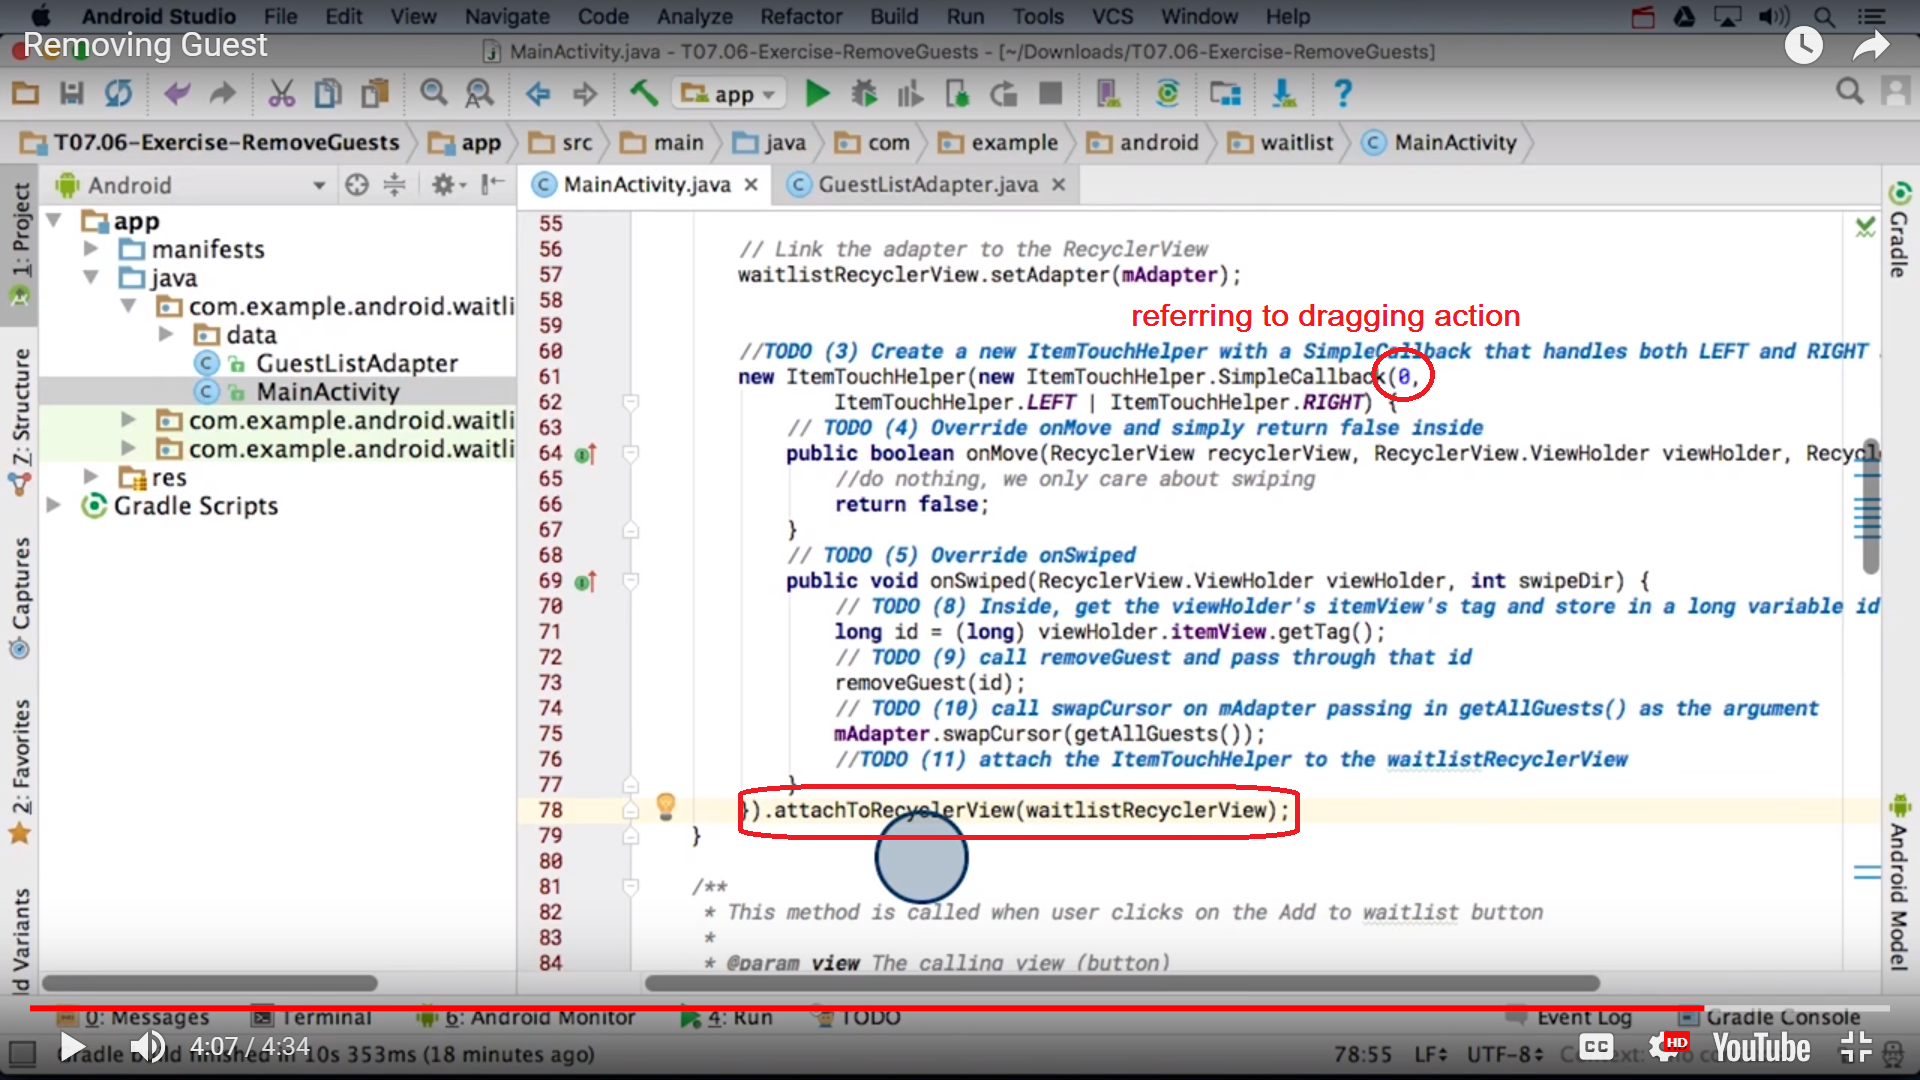 Android Studio File Edit View Navigate Code Analyze Refactor Build Run Tools VCS Window Help
Removing Guest
MainActivity.java - T07.06-Exercise-RemoveGuests - [~/Downloads/T07.06-Exercise-RemoveGuests]
app
T07.06-Exercise-RemoveGuests app src main java com example android waitlist MainActivity
Android
MainActivity.java GuestListAdapter.java
1: Project
Z: Structure
Captures
2: Favorites
d Variants
app
manifests
java
com.example.android.waitli
data
GuestListAdapter
MainActivity
com.example.android.waitli
com.example.android.waitli
res
Gradle Scripts
55
56 // Link the adapter to the RecyclerView
57 waitlistRecyclerView.setAdapter(mAdapter);
58
59
referring to dragging action
60 //TODO (3) Create a new ItemTouchHelper with a SimpleCallback that handles both LEFT and RIGHT
61 new ItemTouchHelper(new ItemTouchHelper.SimpleCallback(0,
62 ItemTouchHelper.LEFT | ItemTouchHelper.RIGHT) {
63 // TODO (4) Override onMove and simply return false inside
64 public boolean onMove(RecyclerView recyclerView, RecyclerView.ViewHolder viewHolder, Recycl
65 //do nothing, we only care about swiping
66 return false;
67 }
68 // TODO (5) Override onSwiped
69 public void onSwiped(RecyclerView.ViewHolder viewHolder, int swipeDir) {
70 // TODO (8) Inside, get the viewHolder's itemView's tag and store in a long variable id
71 long id = (long) viewHolder.itemView.getTag();
72 // TODO (9) call removeGuest and pass through that id
73 removeGuest(id);
74 // TODO (10) call swapCursor on mAdapter passing in getAllGuests() as the argument
75 mAdapter.swapCursor(getAllGuests());
76 //TODO (11) attach the ItemTouchHelper to the waitlistRecyclerView
77 }
78 }).attachToRecyclerView(waitlistRecyclerView);
79 }
80
81 /**
82 * This method is called when user clicks on the Add to waitlist button
83 *
84 * @param view The calling view (button)
Gradle
Android Model
0: Messages Terminal 6: Android Monitor 4: Run TODO Event Log Gradle Console
4:07 / 4:34
Gradle build finished in 10s 353ms (18 minutes ago) 78:55 LF UTF-8 Context:
CC HD YouTube